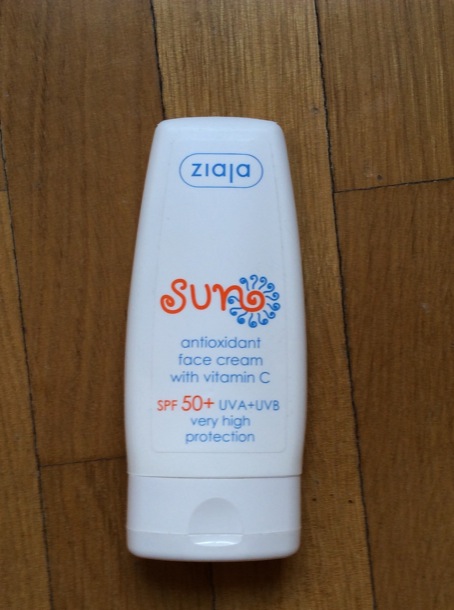 ziaja
sun
antioxidant
face cream
with vitamin C
SPF 50+ UVA+UVB
very high
protection